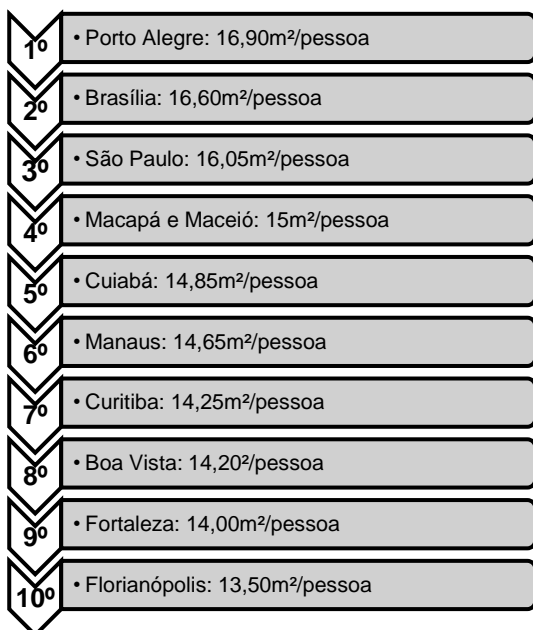 1º
• Porto Alegre: 16,90m²/pessoa
2º
• Brasília: 16,60m²/pessoa
3º
• São Paulo: 16,05m²/pessoa
4º
• Macapá e Maceió: 15m²/pessoa
5º
• Cuiabá: 14,85m²/pessoa
6º
• Manaus: 14,65m²/pessoa
7º
• Curitiba: 14,25m²/pessoa
8º
• Boa Vista: 14,20²/pessoa
9º
• Fortaleza: 14,00m²/pessoa
10º
• Florianópolis: 13,50m²/pessoa